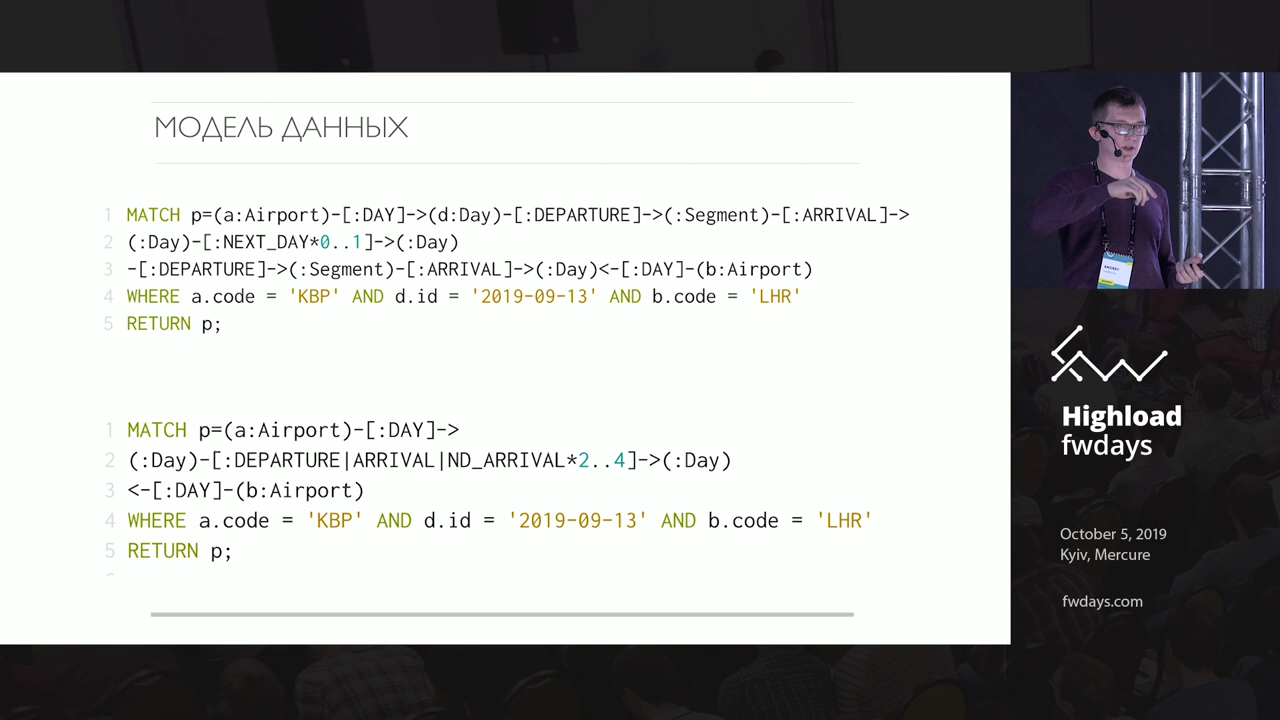 МОДЕЛЬ ДАННЫХ
1 MATCH p=(a:Airport)-[:DAY]->(d:Day)-[:DEPARTURE]->(:Segment)-[:ARRIVAL]->
2 (:Day)-[:NEXT_DAY*0..1]->(:Day)
3 -[:DEPARTURE]->(:Segment)-[:ARRIVAL]->(:Day)<-[:DAY]-(b:Airport)
4 WHERE a.code = 'KBP' AND d.id = '2019-09-13' AND b.code = 'LHR'
5 RETURN p;
1 MATCH p=(a:Airport)-[:DAY]->
2 (:Day)-[:DEPARTURE|ARRIVAL|ND_ARRIVAL*2..4]->(:Day)
3 <-[:DAY]-(b:Airport)
4 WHERE a.code = 'KBP' AND d.id = '2019-09-13' AND b.code = 'LHR'
5 RETURN p;
Highload
fwdays
October 5, 2019
Kyiv, Mercure
fwdays.com